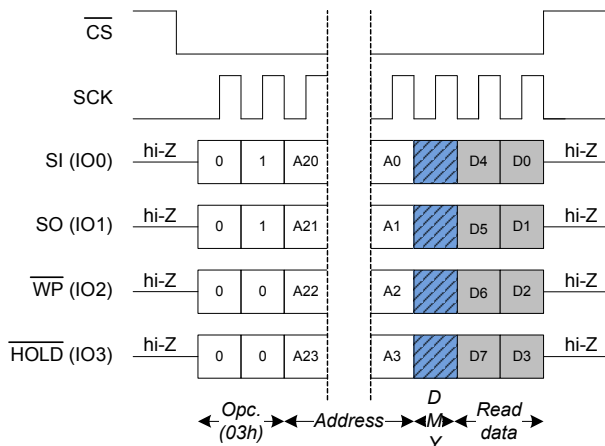 CS
SCK
SI (IO0) hi-Z 0 1 A20 A0 D4 D0 hi-Z
SO (IO1) hi-Z 0 1 A21 A1 D5 D1 hi-Z
WP (IO2) hi-Z 0 0 A22 A2 D6 D2 hi-Z
HOLD (IO3) hi-Z 0 0 A23 A3 D7 D3 hi-Z
Opc. (03h) Address D M Y Read data